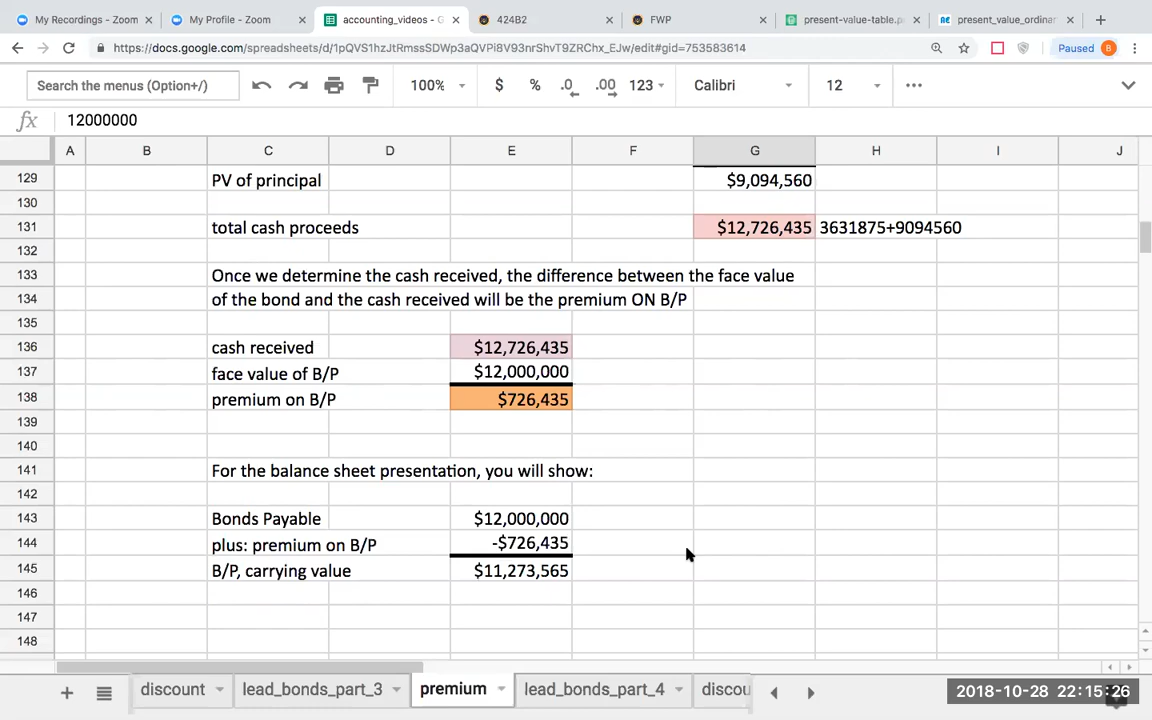 My Recordings - Zoom
My Profile - Zoom
accounting_videos - G
424B2
FWP
present-value-table.p
present_value_ordinar
https://docs.google.com/spreadsheets/d/1pQVS1hzJtRmssSDWp3aQVPi8V93nrShvT9ZRChx_EJw/edit#gid=753583614
Paused B
Search the menus (Option+/)
100% $ % .0 .00 123 Calibri 12
fx 12000000
A B C D E F G H I J
129 PV of principal $9,094,560
130
131 total cash proceeds $12,726,435 3631875+9094560
132
133 Once we determine the cash received, the difference between the face value
134 of the bond and the cash received will be the premium ON B/P
135
136 cash received $12,726,435
137 face value of B/P $12,000,000
138 premium on B/P $726,435
139
140
141 For the balance sheet presentation, you will show:
142
143 Bonds Payable $12,000,000
144 plus: premium on B/P -$726,435
145 B/P, carrying value $11,273,565
146
147
148
discount lead_bonds_part_3 premium lead_bonds_part_4 discou
2018-10-28 22:15:26